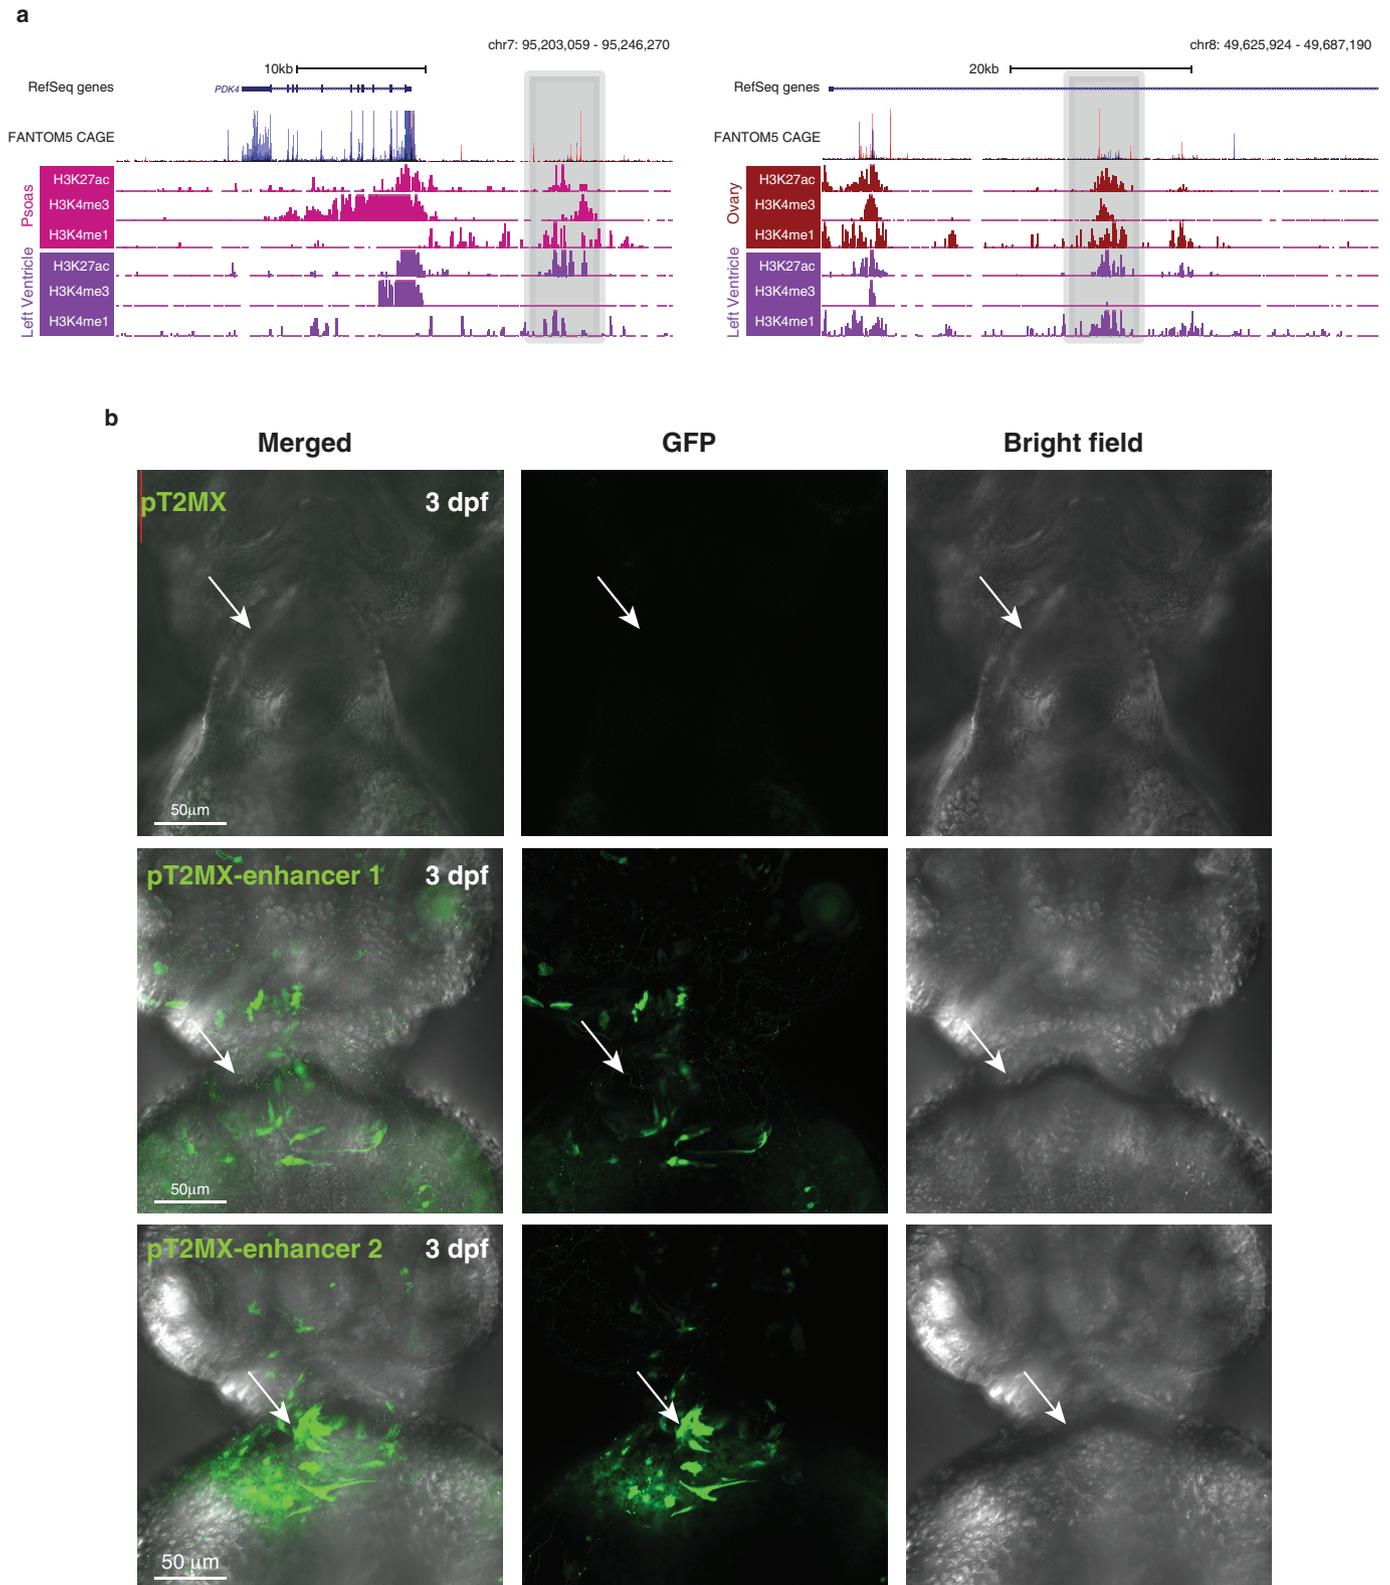 a
chr7: 95,203,059 - 95,246,270
10kb
RefSeq genes
PDK4
FANTOM5 CAGE
Psoas
H3K27ac
H3K4me3
H3K4me1
Left Ventricle
H3K27ac
H3K4me3
H3K4me1
chr8: 49,625,924 - 49,687,190
20kb
RefSeq genes
FANTOM5 CAGE
Ovary
H3K27ac
H3K4me3
H3K4me1
Left Ventricle
H3K27ac
H3K4me3
H3K4me1
b
Merged
GFP
Bright field
pT2MX 3 dpf
50μm
pT2MX-enhancer 1 3 dpf
50μm
pT2MX-enhancer 2 3 dpf
50 μm